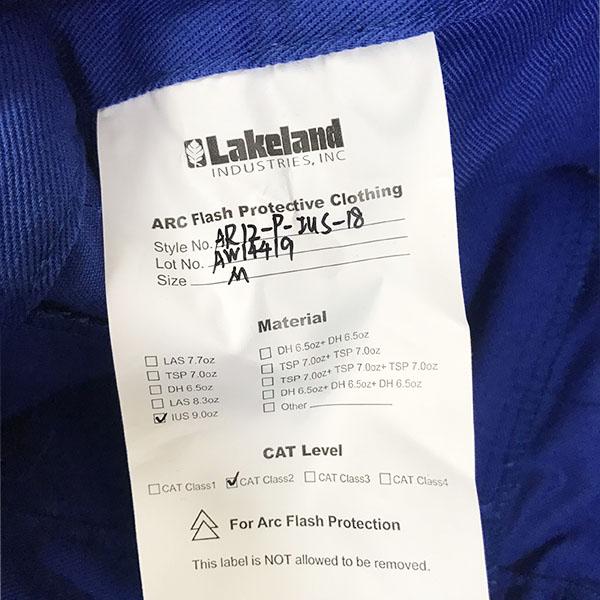 Lakeland
INDUSTRIES, INC
ARC Flash Protective Clothing
Style No. AR12-P-IUS-18
Lot No. AW14419
Size M
Material
LAS 7.7oz
TSP 7.0oz
DH 6.5oz
LAS 8.3oz
IUS 9.0oz
DH 6.5oz+ DH 6.5oz
TSP 7.0oz+ TSP 7.0oz
TSP 7.0oz+ TSP 7.0oz+ TSP 7.0oz
DH 6.5oz+ DH 6.5oz+ DH 6.5oz
Other
CAT Level
CAT Class1 CAT Class2 CAT Class3 CAT Class4
For Arc Flash Protection
This label is NOT allowed to be removed.